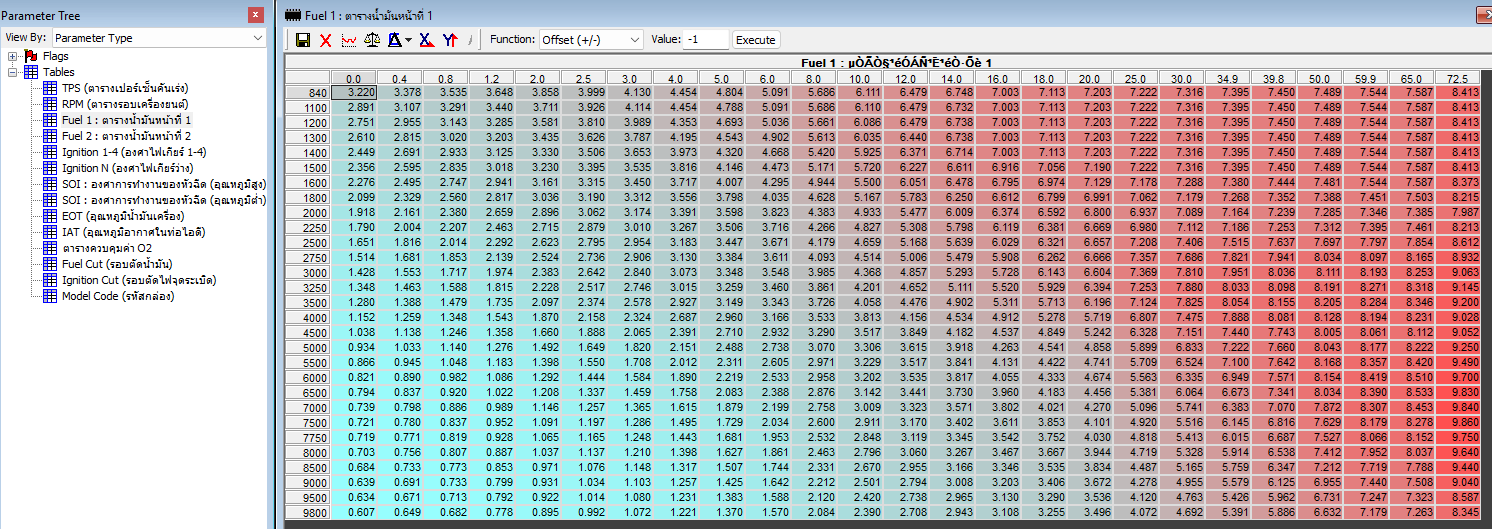 Parameter Tree
Fuel 1 : ตารางน้ำมันหน้าที่ 1
View By: Parameter Type
Function: Offset (+/-) Value: -1 Execute
Flags
Tables
TPS (ตารางเปอร์เซ็นคันเร่ง)
RPM (ตารางรอบเครื่องยนต์)
Fuel 1 : ตารางน้ำมันหน้าที่ 1
Fuel 2 : ตารางน้ำมันหน้าที่ 2
Ignition 1-4 (องศาไฟเกียร์ 1-4)
Ignition N (องศาไฟเกียร์ว่าง)
SOI : องศาการทำงานของหัวฉีด (อุณหภูมิสูง)
SOI : องศาการทำงานของหัวฉีด (อุณหภูมิต่ำ)
EOT (อุณหภูมิน้ำมันเครื่อง)
IAT (อุณหภูมิอากาศในท่อไอดี)
ตารางควบคุมค่า O2
Fuel Cut (รอบตัดน้ำมัน)
Ignition Cut (รอบตัดไฟจุดระเบิด)
Model Code (รหัสกล่อง)
Fuel 1 : µÒÃÒ§¹éÓÁÑ¹Ë¹éÒ·Õè 1
0.0 0.4 0.8 1.2 2.0 2.5 3.0 4.0 5.0 6.0 8.0 10.0 12.0 14.0 16.0 18.0 20.0 25.0 30.0 34.9 39.8 50.0 59.9 65.0 72.5
840 3.220 3.378 3.535 3.648 3.858 3.999 4.130 4.454 4.804 5.091 5.686 6.111 6.479 6.748 7.003 7.113 7.203 7.222 7.316 7.395 7.450 7.489 7.544 7.587 8.413
1100 2.891 3.107 3.291 3.440 3.711 3.926 4.114 4.454 4.788 5.091 5.686 6.110 6.479 6.732 7.003 7.113 7.203 7.222 7.316 7.395 7.450 7.489 7.544 7.587 8.413
1200 2.751 2.955 3.143 3.285 3.581 3.810 3.989 4.353 4.693 5.036 5.661 6.086 6.479 6.738 7.003 7.113 7.203 7.222 7.316 7.395 7.450 7.489 7.544 7.587 8.413
1300 2.610 2.815 3.020 3.203 3.435 3.626 3.787 4.195 4.543 4.902 5.613 6.035 6.440 6.738 7.003 7.113 7.203 7.222 7.316 7.395 7.450 7.489 7.544 7.587 8.413
1400 2.449 2.691 2.933 3.125 3.330 3.506 3.653 3.973 4.320 4.668 5.420 5.925 6.371 6.714 7.003 7.113 7.203 7.222 7.316 7.395 7.450 7.489 7.544 7.587 8.413
1500 2.356 2.595 2.835 3.018 3.230 3.395 3.535 3.816 4.146 4.473 5.171 5.720 6.227 6.611 6.916 7.056 7.190 7.222 7.316 7.395 7.450 7.489 7.544 7.587 8.413
1600 2.276 2.495 2.747 2.941 3.161 3.315 3.450 3.717 4.007 4.295 4.944 5.500 6.051 6.478 6.795 6.974 7.129 7.178 7.288 7.380 7.444 7.481 7.544 7.587 8.373
1800 2.099 2.329 2.560 2.817 3.036 3.190 3.312 3.556 3.798 4.035 4.628 5.167 5.783 6.250 6.612 6.799 6.991 7.062 7.179 7.268 7.352 7.388 7.451 7.503 8.215
2000 1.918 2.161 2.380 2.659 2.896 3.062 3.174 3.391 3.598 3.823 4.383 4.933 5.477 6.009 6.374 6.592 6.800 6.937 7.089 7.164 7.239 7.285 7.346 7.385 7.987
2250 1.790 2.004 2.207 2.463 2.715 2.879 3.010 3.267 3.506 3.716 4.266 4.827 5.308 5.798 6.119 6.381 6.669 6.980 7.112 7.186 7.253 7.312 7.395 7.461 8.213
2500 1.651 1.816 2.014 2.292 2.623 2.795 2.954 3.183 3.447 3.671 4.179 4.659 5.168 5.639 6.029 6.321 6.657 7.208 7.406 7.515 7.637 7.697 7.797 7.854 8.612
2750 1.514 1.681 1.853 2.139 2.524 2.736 2.906 3.130 3.384 3.611 4.093 4.514 5.006 5.479 5.908 6.262 6.666 7.357 7.686 7.821 7.941 8.034 8.097 8.165 8.932
3000 1.428 1.553 1.717 1.974 2.383 2.642 2.840 3.073 3.348 3.548 3.985 4.368 4.857 5.293 5.728 6.143 6.604 7.369 7.810 7.951 8.036 8.111 8.193 8.253 9.063
3250 1.348 1.463 1.588 1.815 2.228 2.517 2.746 3.015 3.259 3.460 3.861 4.201 4.652 5.111 5.520 5.929 6.394 7.253 7.880 8.033 8.098 8.191 8.271 8.318 9.145
3500 1.280 1.388 1.479 1.735 2.097 2.374 2.578 2.927 3.149 3.343 3.726 4.058 4.476 4.902 5.311 5.713 6.196 7.124 7.825 8.054 8.155 8.205 8.284 8.346 9.200
4000 1.152 1.259 1.348 1.543 1.870 2.158 2.324 2.687 2.960 3.166 3.533 3.813 4.156 4.534 4.912 5.278 5.719 6.807 7.475 7.888 8.081 8.128 8.194 8.231 9.028
4500 1.038 1.138 1.246 1.358 1.660 1.888 2.065 2.391 2.710 2.932 3.290 3.517 3.849 4.182 4.537 4.849 5.242 6.328 7.151 7.440 7.743 8.005 8.061 8.112 9.052
5000 0.934 1.033 1.140 1.276 1.492 1.649 1.820 2.151 2.488 2.738 3.070 3.306 3.615 3.918 4.263 4.541 4.858 5.899 6.833 7.222 7.660 8.043 8.177 8.222 9.250
5500 0.866 0.945 1.048 1.183 1.398 1.550 1.708 2.012 2.311 2.605 2.971 3.229 3.517 3.841 4.131 4.422 4.741 5.709 6.524 7.100 7.642 8.168 8.357 8.420 9.490
6000 0.821 0.890 0.982 1.086 1.292 1.444 1.584 1.890 2.219 2.533 2.958 3.202 3.535 3.817 4.055 4.333 4.674 5.563 6.335 6.949 7.571 8.154 8.419 8.510 9.700
6500 0.794 0.837 0.920 1.022 1.208 1.337 1.459 1.758 2.083 2.388 2.876 3.142 3.441 3.730 3.960 4.183 4.456 5.381 6.064 6.673 7.341 8.034 8.390 8.533 9.830
7000 0.739 0.798 0.886 0.989 1.146 1.257 1.365 1.615 1.879 2.199 2.758 3.009 3.323 3.571 3.802 4.021 4.270 5.096 5.741 6.383 7.070 7.872 8.307 8.453 9.840
7500 0.721 0.780 0.837 0.952 1.091 1.197 1.286 1.495 1.729 2.034 2.600 2.911 3.170 3.402 3.611 3.853 4.101 4.920 5.516 6.145 6.816 7.629 8.179 8.278 9.860
7750 0.719 0.771 0.819 0.928 1.065 1.165 1.248 1.443 1.681 1.953 2.532 2.848 3.119 3.345 3.542 3.752 4.030 4.818 5.413 6.015 6.687 7.527 8.066 8.152 9.750
8000 0.703 0.756 0.807 0.887 1.037 1.137 1.210 1.398 1.627 1.861 2.463 2.796 3.060 3.267 3.467 3.667 3.944 4.719 5.328 5.914 6.538 7.412 7.952 8.037 9.640
8500 0.684 0.733 0.773 0.853 0.971 1.076 1.148 1.317 1.507 1.744 2.331 2.670 2.955 3.166 3.346 3.535 3.834 4.487 5.165 5.759 6.347 7.212 7.719 7.788 9.440
9000 0.639 0.691 0.733 0.799 0.931 1.034 1.103 1.257 1.425 1.642 2.212 2.501 2.794 3.008 3.203 3.406 3.672 4.278 4.955 5.579 6.125 6.955 7.440 7.508 9.040
9500 0.634 0.671 0.713 0.792 0.922 1.014 1.080 1.231 1.383 1.588 2.120 2.420 2.738 2.965 3.130 3.290 3.536 4.120 4.763 5.426 5.962 6.731 7.247 7.323 8.587
9800 0.607 0.649 0.682 0.778 0.895 0.992 1.072 1.221 1.370 1.570 2.084 2.390 2.708 2.943 3.108 3.255 3.496 4.072 4.692 5.391 5.886 6.632 7.179 7.263 8.345